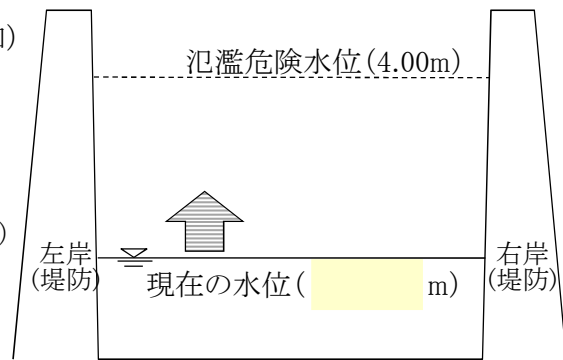 氾濫危険水位(4.00m)
左岸
(堤防)
右岸
(堤防)
現在の水位( m)